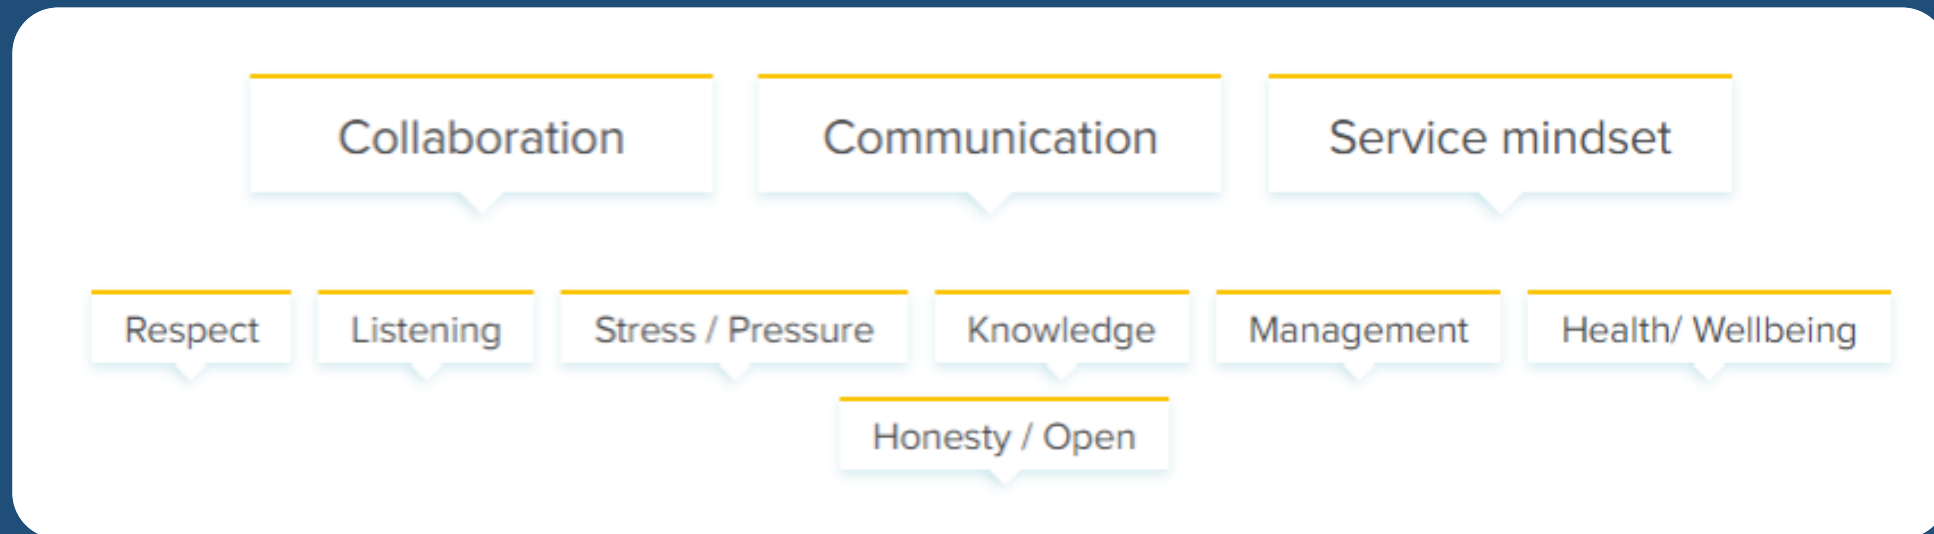 Collaboration Communication Service mindset
Respect Listening Stress / Pressure Knowledge Management Health/ Wellbeing
Honesty / Open